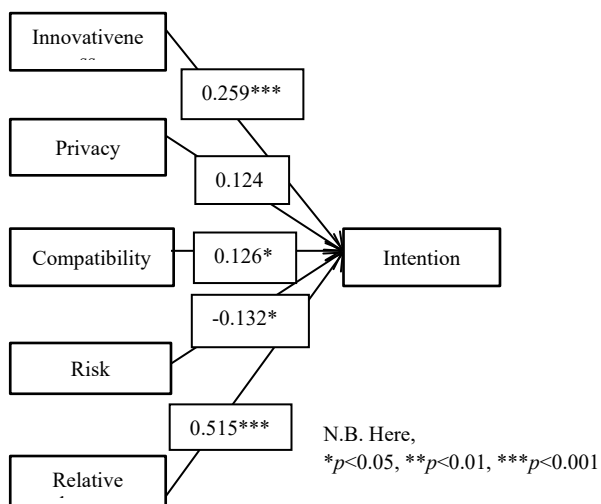 Innovativene
0.259***
Privacy
0.124
Compatibility
0.126*
Intention
-0.132*
Risk
0.515***
N.B. Here,
*p<0.05, **p<0.01, ***p<0.001
Relative